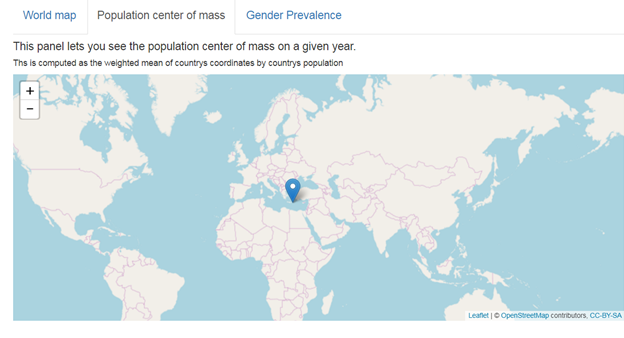 World map Population center of mass Gender Prevalence
This panel lets you see the population center of mass on a given year.
This is computed as the weighted mean of countrys coordinates by countrys population
+
−
Leaflet | © OpenStreetMap contributors, CC-BY-SA